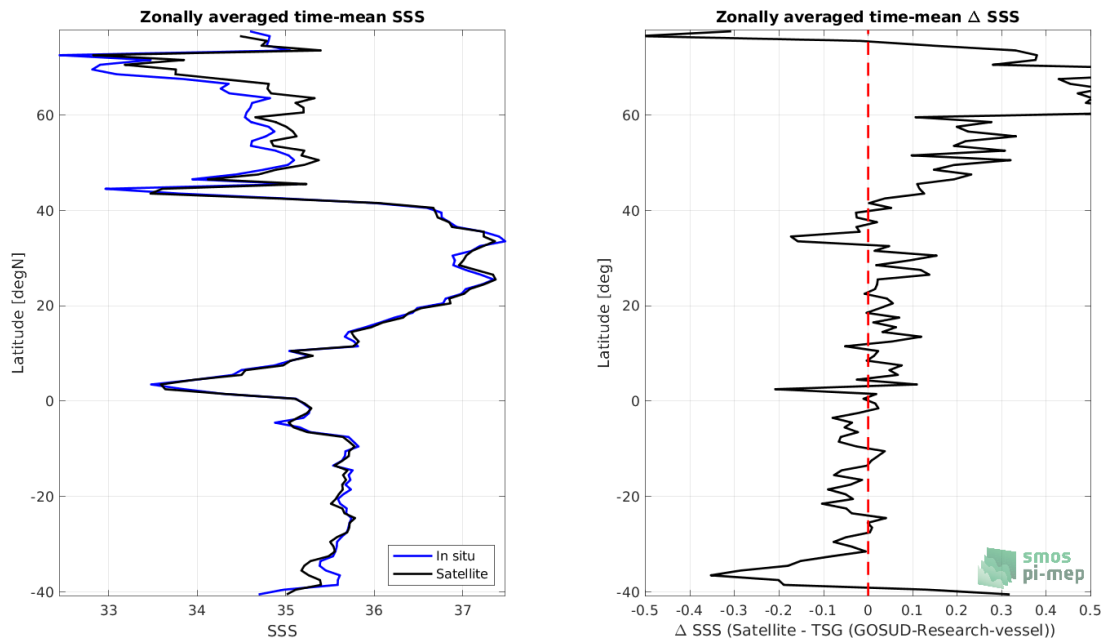 Zonally averaged time-mean SSS
60
40
20
0
-20
-40
Latitude [degN]
33
34
35
36
37
SSS
In situ
Satellite
Zonally averaged time-mean Δ SSS
60
40
20
0
-20
-40
Latitude [deg]
-0.5
-0.4
-0.3
-0.2
-0.1
0
0.1
0.2
0.3
0.4
0.5
Δ SSS (Satellite - TSG (GOSUD-Research-vessel))
smos
pi-mep